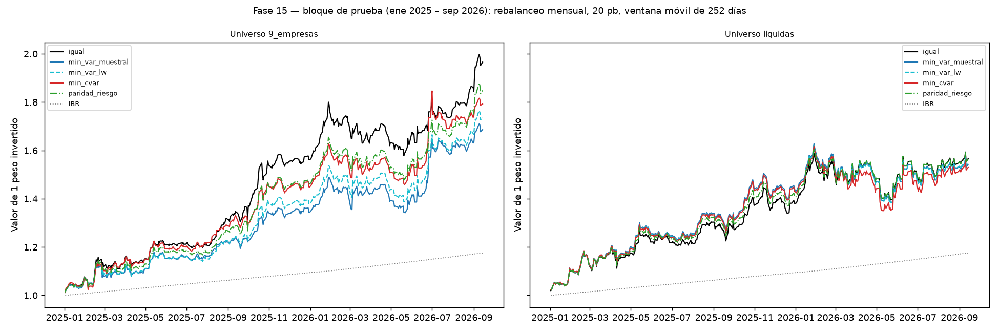 Fase 15 — bloque de prueba (ene 2025 – sep 2026): rebalanceo mensual, 20 pb, ventana móvil de 252 días
Universo 9_empresas
Valor de 1 peso invertido
2.0
1.8
1.6
1.4
1.2
1.0
igual
min_var_muestral
min_var_lw
min_cvar
paridad_riesgo
IBR
2025-01 2025-03 2025-05 2025-07 2025-09 2025-11 2026-01 2026-03 2026-05 2026-07 2026-09
Universo liquidas
Valor de 1 peso invertido
igual
min_var_muestral
min_var_lw
min_cvar
paridad_riesgo
IBR
2025-01 2025-03 2025-05 2025-07 2025-09 2025-11 2026-01 2026-03 2026-05 2026-07 2026-09